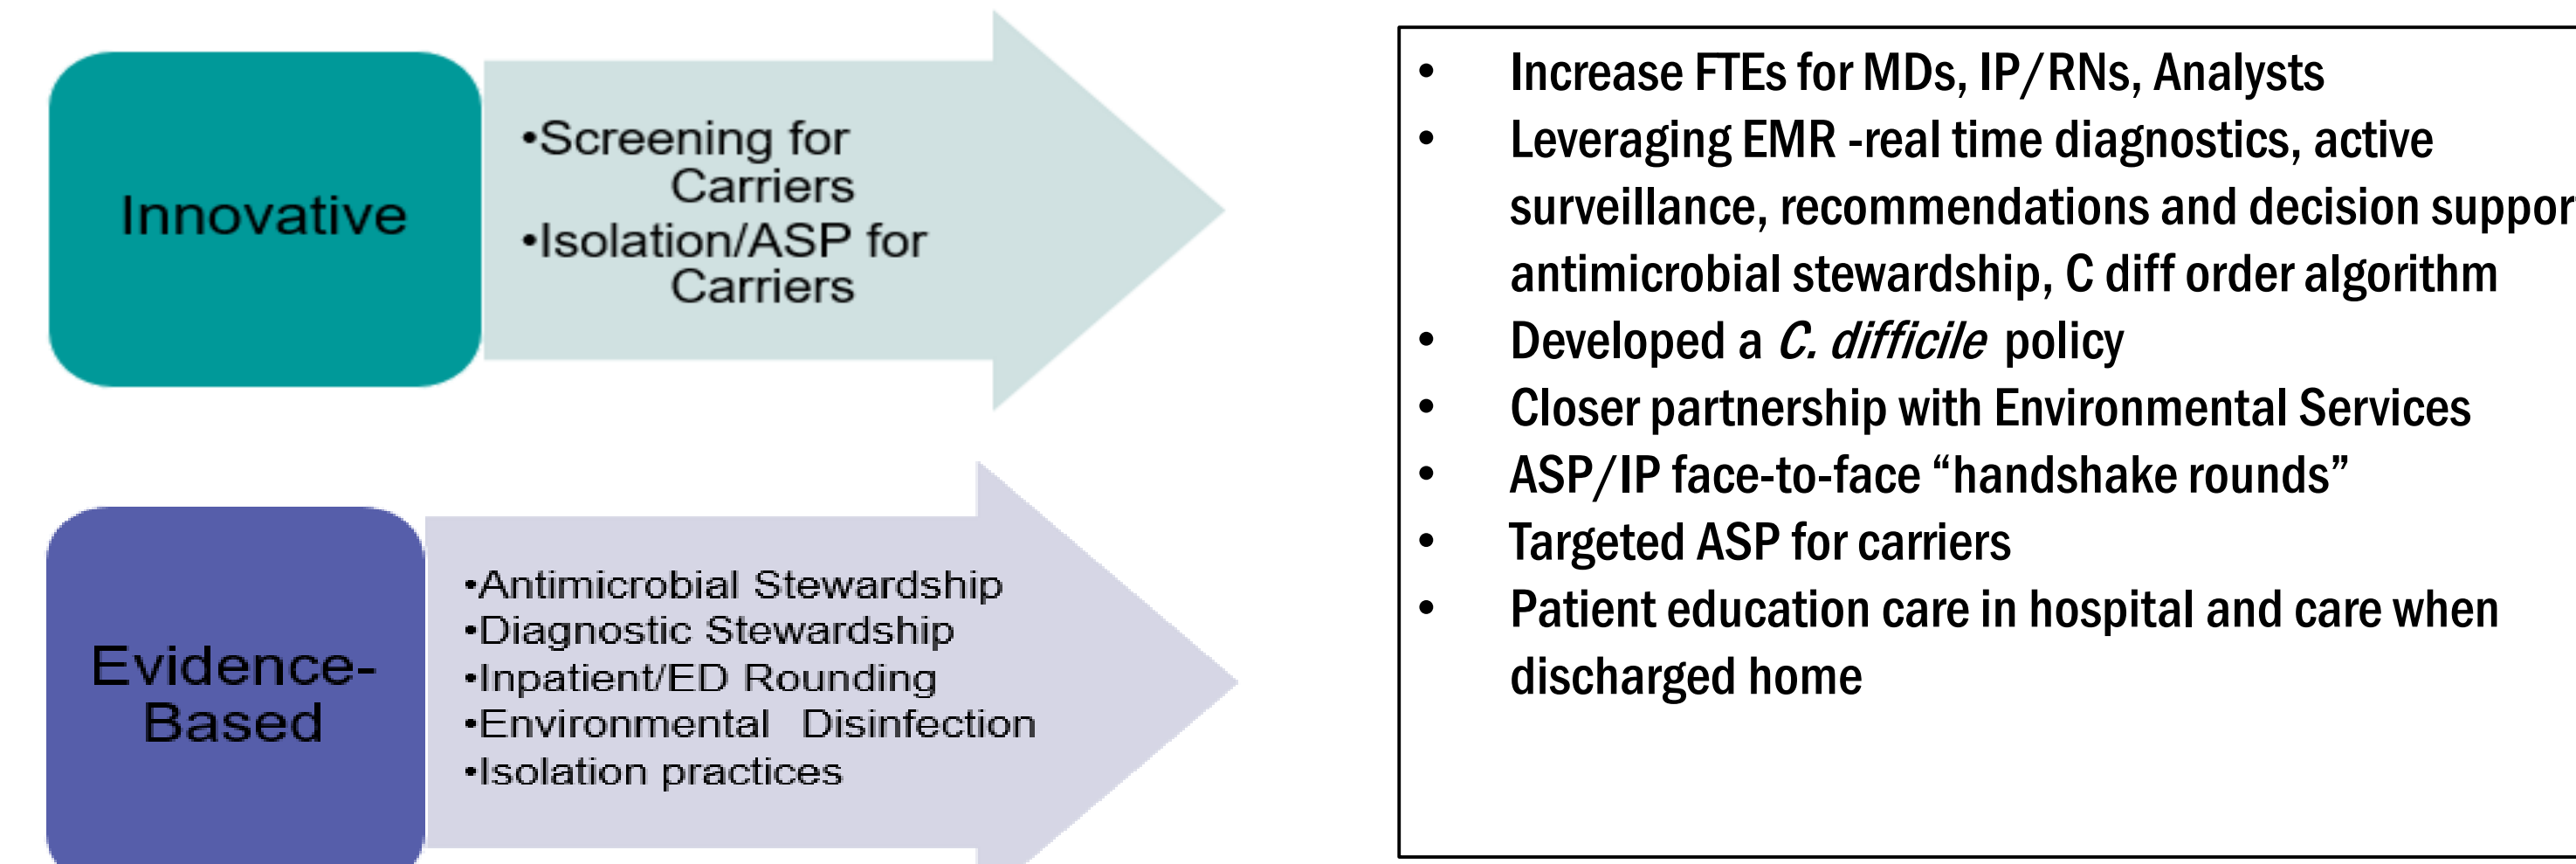 Innovative
•Screening for
Carriers
•Isolation/ASP for
Carriers
Evidence-
Based
•Antimicrobial Stewardship
•Diagnostic Stewardship
•Inpatient/ED Rounding
•Environmental Disinfection
•Isolation practices
• Increase FTEs for MDs, IP/RNs, Analysts
• Leveraging EMR -real time diagnostics, active
surveillance, recommendations and decision suppor
antimicrobial stewardship, C diff order algorithm
• Developed a C. difficile policy
• Closer partnership with Environmental Services
• ASP/IP face-to-face “handshake rounds”
• Targeted ASP for carriers
• Patient education care in hospital and care when
discharged home